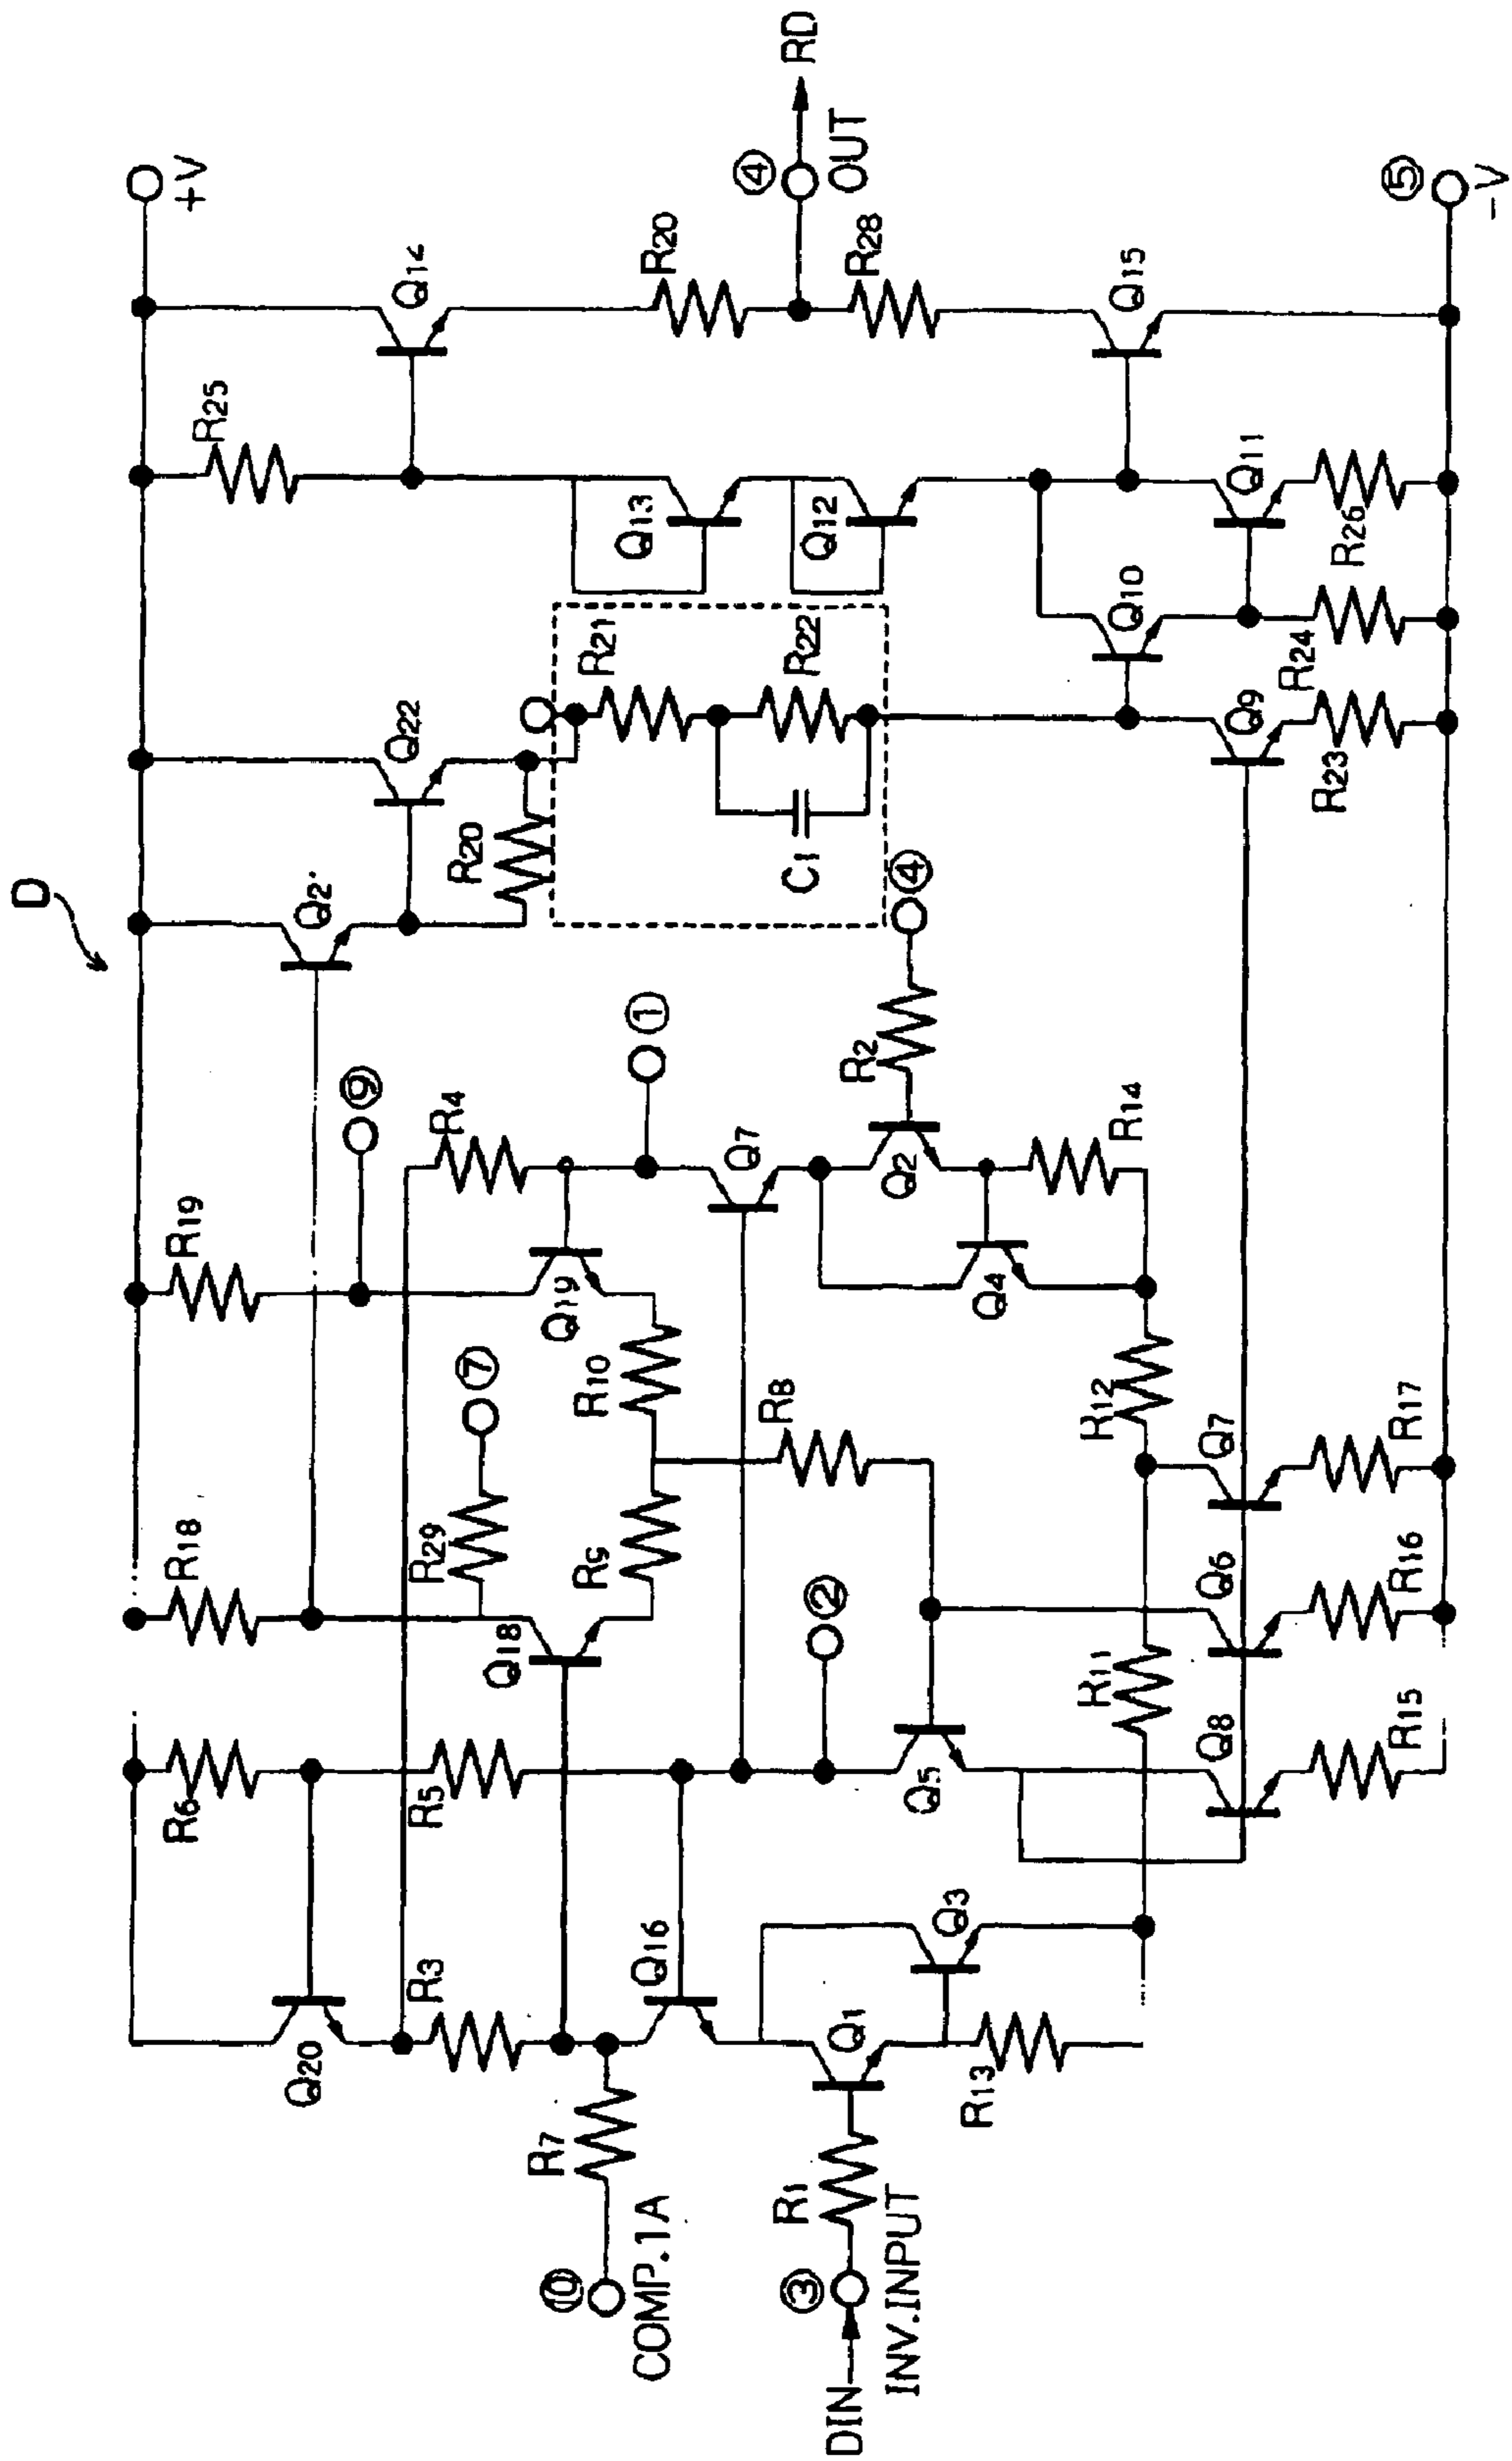 D
+V
R25
Q14
R20
④
RD
OUT
R28
Q15
⑤
-V
Q13
Q12
Q11
R26
Q10
R24
Q9
R23
R21
R22
C1
Q22
R20
Q2'
④
R2
Q2
R14
Q4
R12
①
Q7
R4
⑨
R19
Q19
R10
⑦
R29
R9
R8
R18
Q18
②
Q7
R17
Q6
R16
Q8
R15
R11
R6
R5
Q5
Q20
R3
Q16
Q3
Q1
R13
R7
⑩
COMP.1A
R1
③
DIN
INV.INPUT